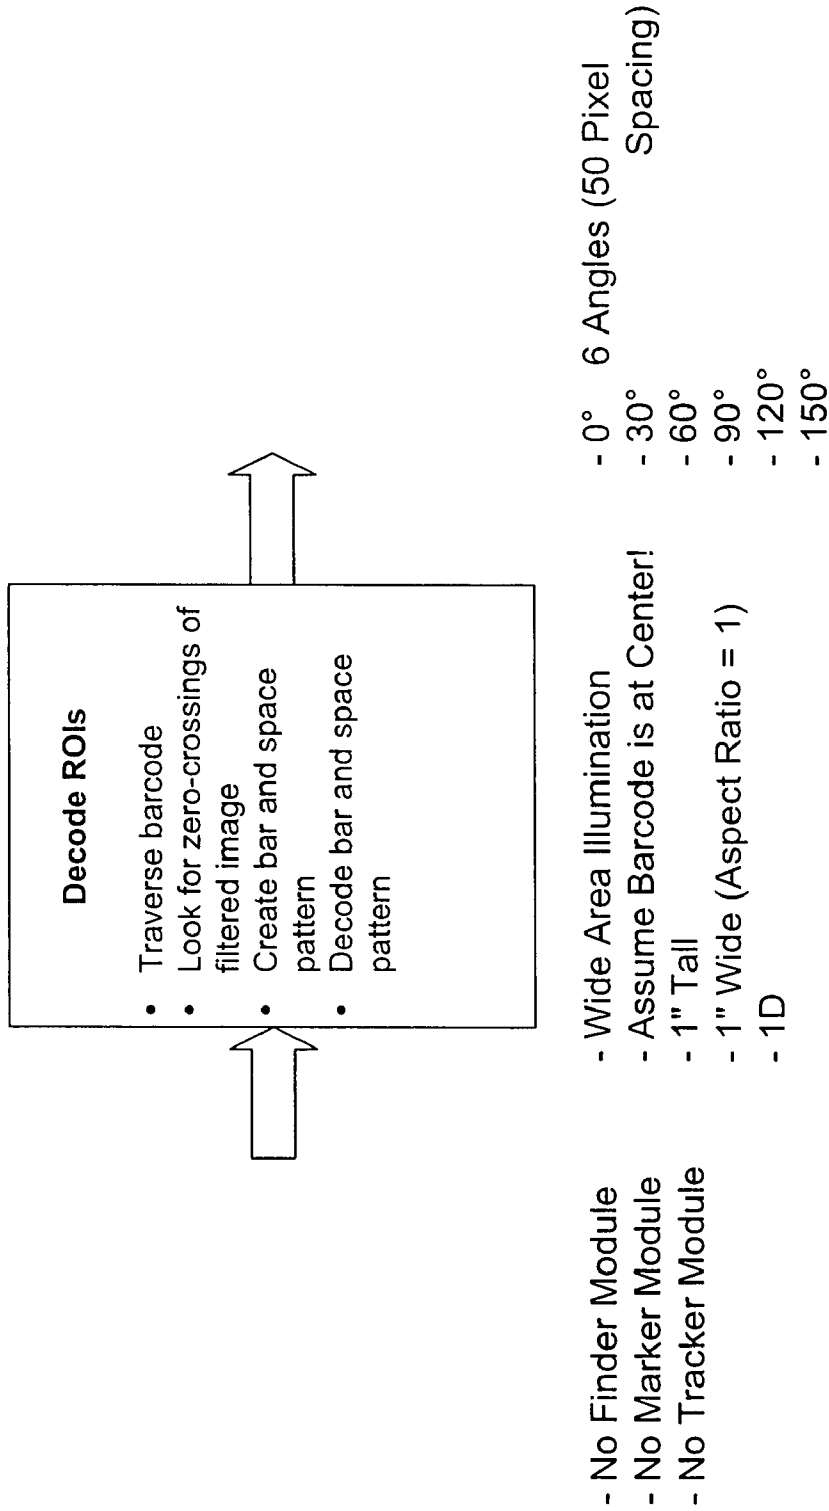 Decode ROIs
• Traverse barcode
• Look for zero-crossings of
filtered image
• Create bar and space
pattern
• Decode bar and space
pattern
- No Finder Module
- No Marker Module
- No Tracker Module
- Wide Area Illumination
- Assume Barcode is at Center!
- 1" Tall
- 1" Wide (Aspect Ratio = 1)
- 1D
- 0° 6 Angles (50 Pixel
Spacing)
- 30°
- 60°
- 90°
- 120°
- 150°